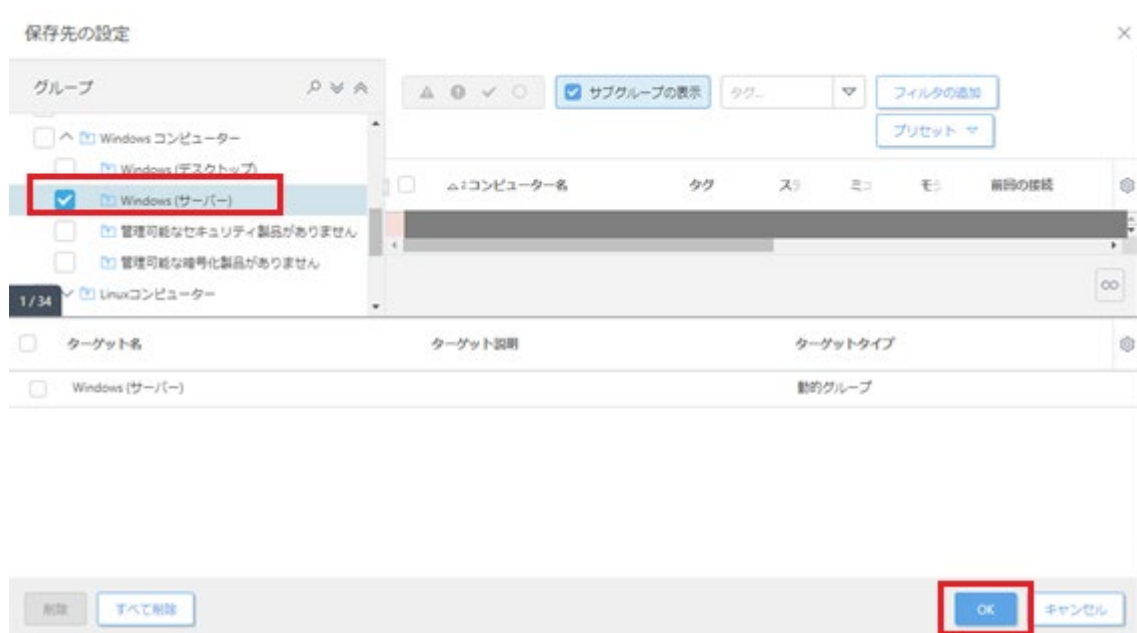 保存先の設定
グループ
サブグループの表示
タグ...
フィルタの追加
プリセット
Windows コンピューター
Windows (デスクトップ)
Windows (サーバー)
管理可能なセキュリティ製品がありません
管理可能な暗号化製品がありません
Linuxコンピューター
1 / 34
コンピューター名 タグ ス ミ モ 前回の接続
ターゲット名 ターゲット説明 ターゲットタイプ
Windows (サーバー) 動的グループ
削除 すべて削除 OK キャンセル